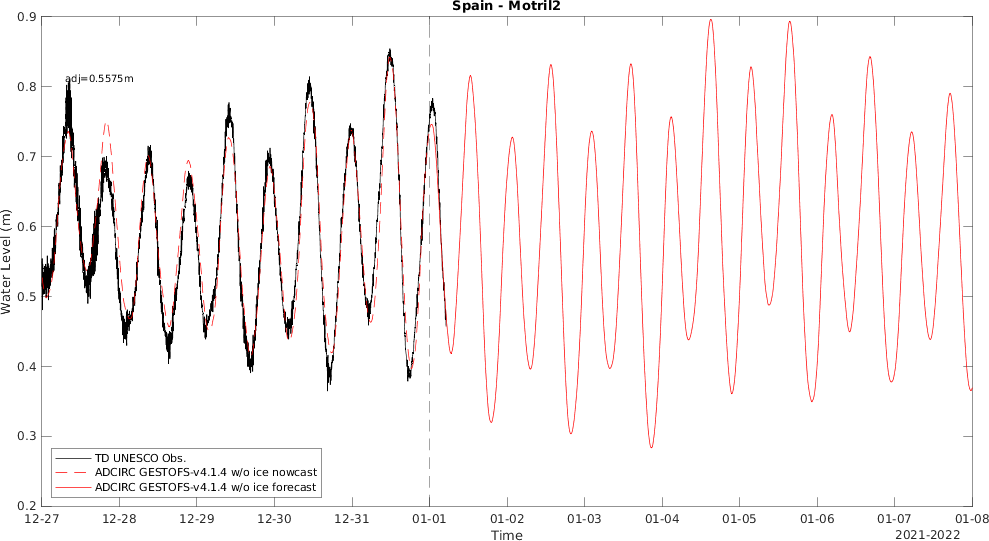 Spain - Motril2
0.9
0.8
0.7
0.6
0.5
0.4
0.3
0.2
Water Level (m)
adj=0.5575m
TD UNESCO Obs.
ADCIRC GESTOFS-v4.1.4 w/o ice nowcast
ADCIRC GESTOFS-v4.1.4 w/o ice forecast
12-27 12-28 12-29 12-30 12-31 01-01 01-02 01-03 01-04 01-05 01-06 01-07 01-08
Time
2021-2022